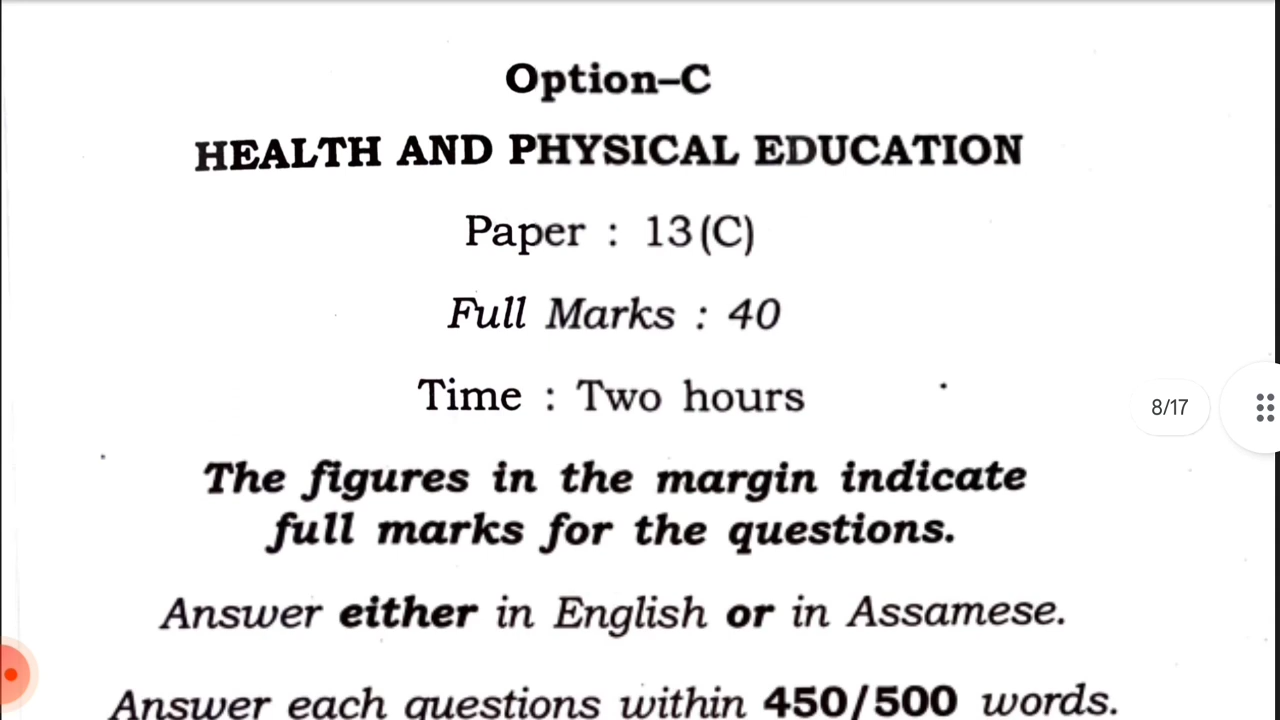 Option–C
HEALTH AND PHYSICAL EDUCATION
Paper : 13(C)
Full Marks : 40
Time : Two hours
8/17
The figures in the margin indicate
full marks for the questions.
Answer either in English or in Assamese.
Answer each questions within 450/500 words.